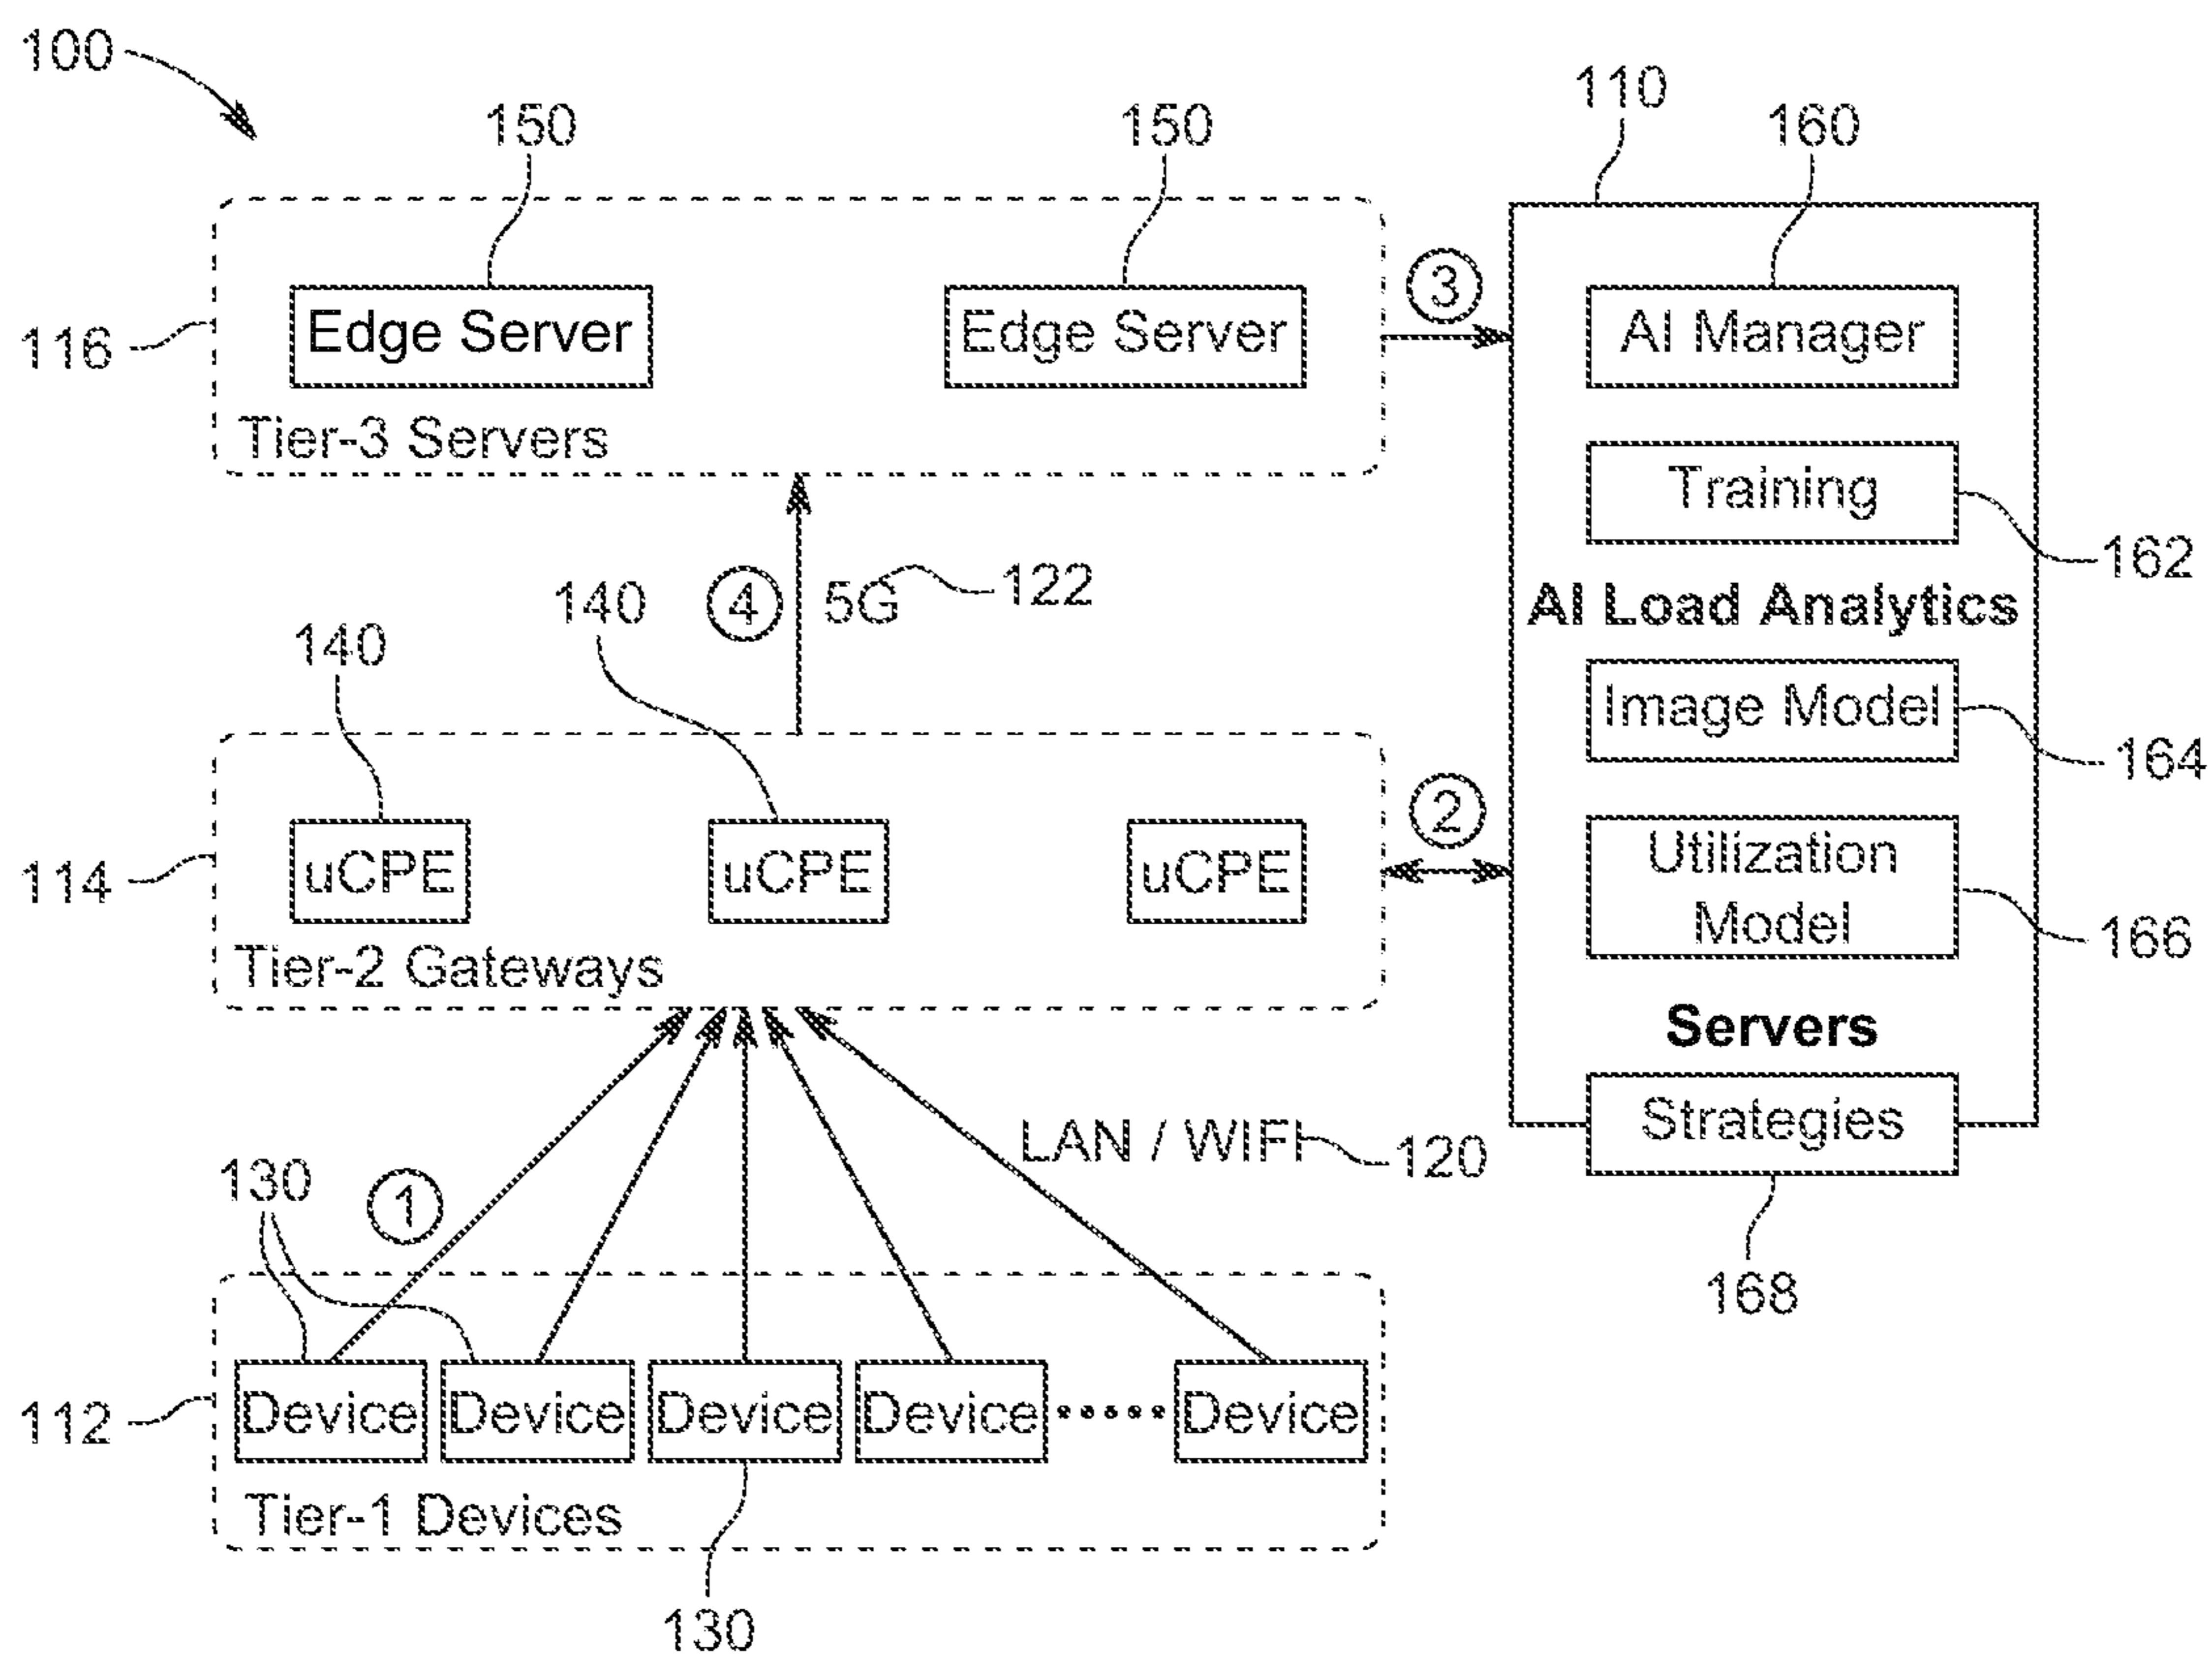 100
150
150
110
160
116
Edge Server
Edge Server
3
AI Manager
Tier-3 Servers
Training
162
140
140
4
5G
122
AI Load Analytics
Image Model
164
114
uCPE
uCPE
uCPE
2
Utilization
Model
166
Tier-2 Gateways
Servers
LAN / WIFI
120
Strategies
168
130
1
112
Device
Device
Device
Device
.....
Device
Tier-1 Devices
130